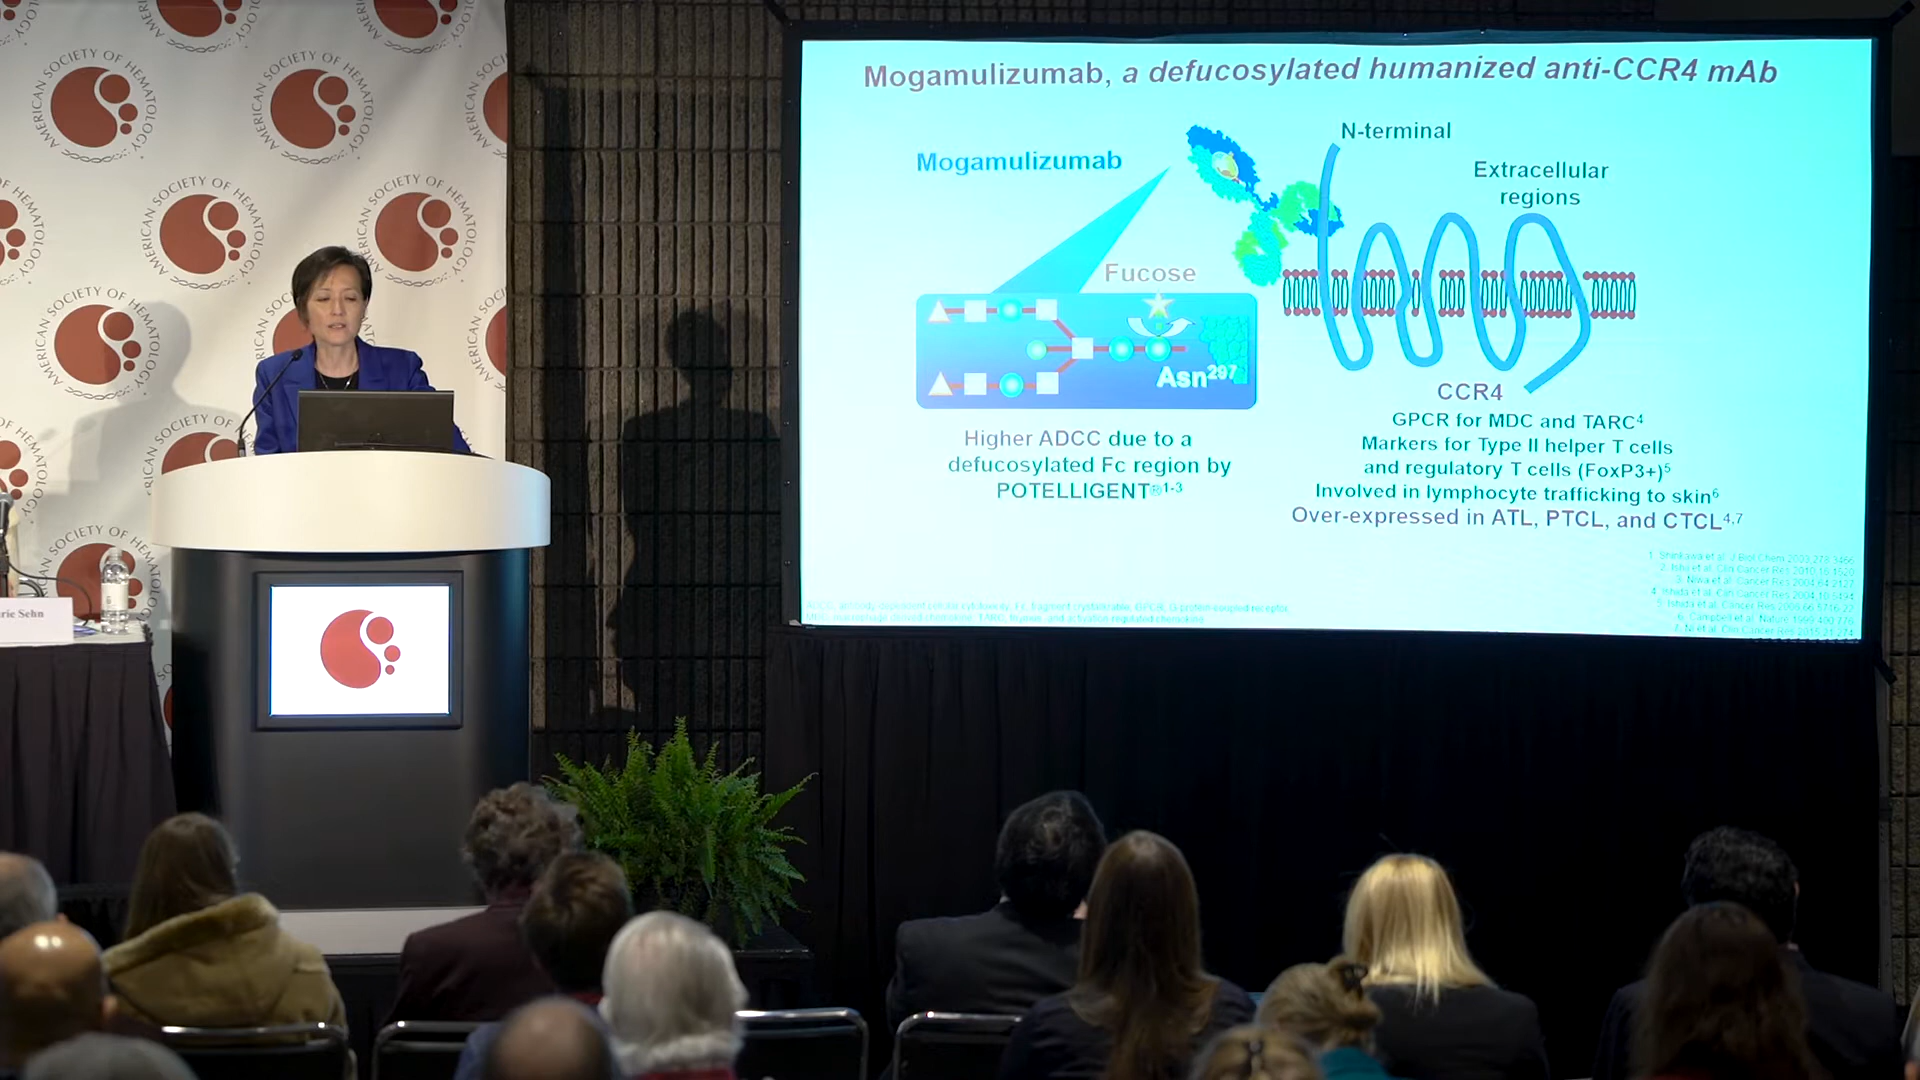 AMERICAN SOCIETY OF HEMATOLOGY
Mogamulizumab, a defucosylated humanized anti-CCR4 mAb
N-terminal
Mogamulizumab
Extracellular
regions
Fucose
Asn297
CCR4
Higher ADCC due to a
defucosylated Fc region by
POTELLIGENT®1-3
GPCR for MDC and TARC4
Markers for Type II helper T cells
and regulatory T cells (FoxP3+)5
Involved in lymphocyte trafficking to skin6
Over-expressed in ATL, PTCL, and CTCL4,7
rie Sehn